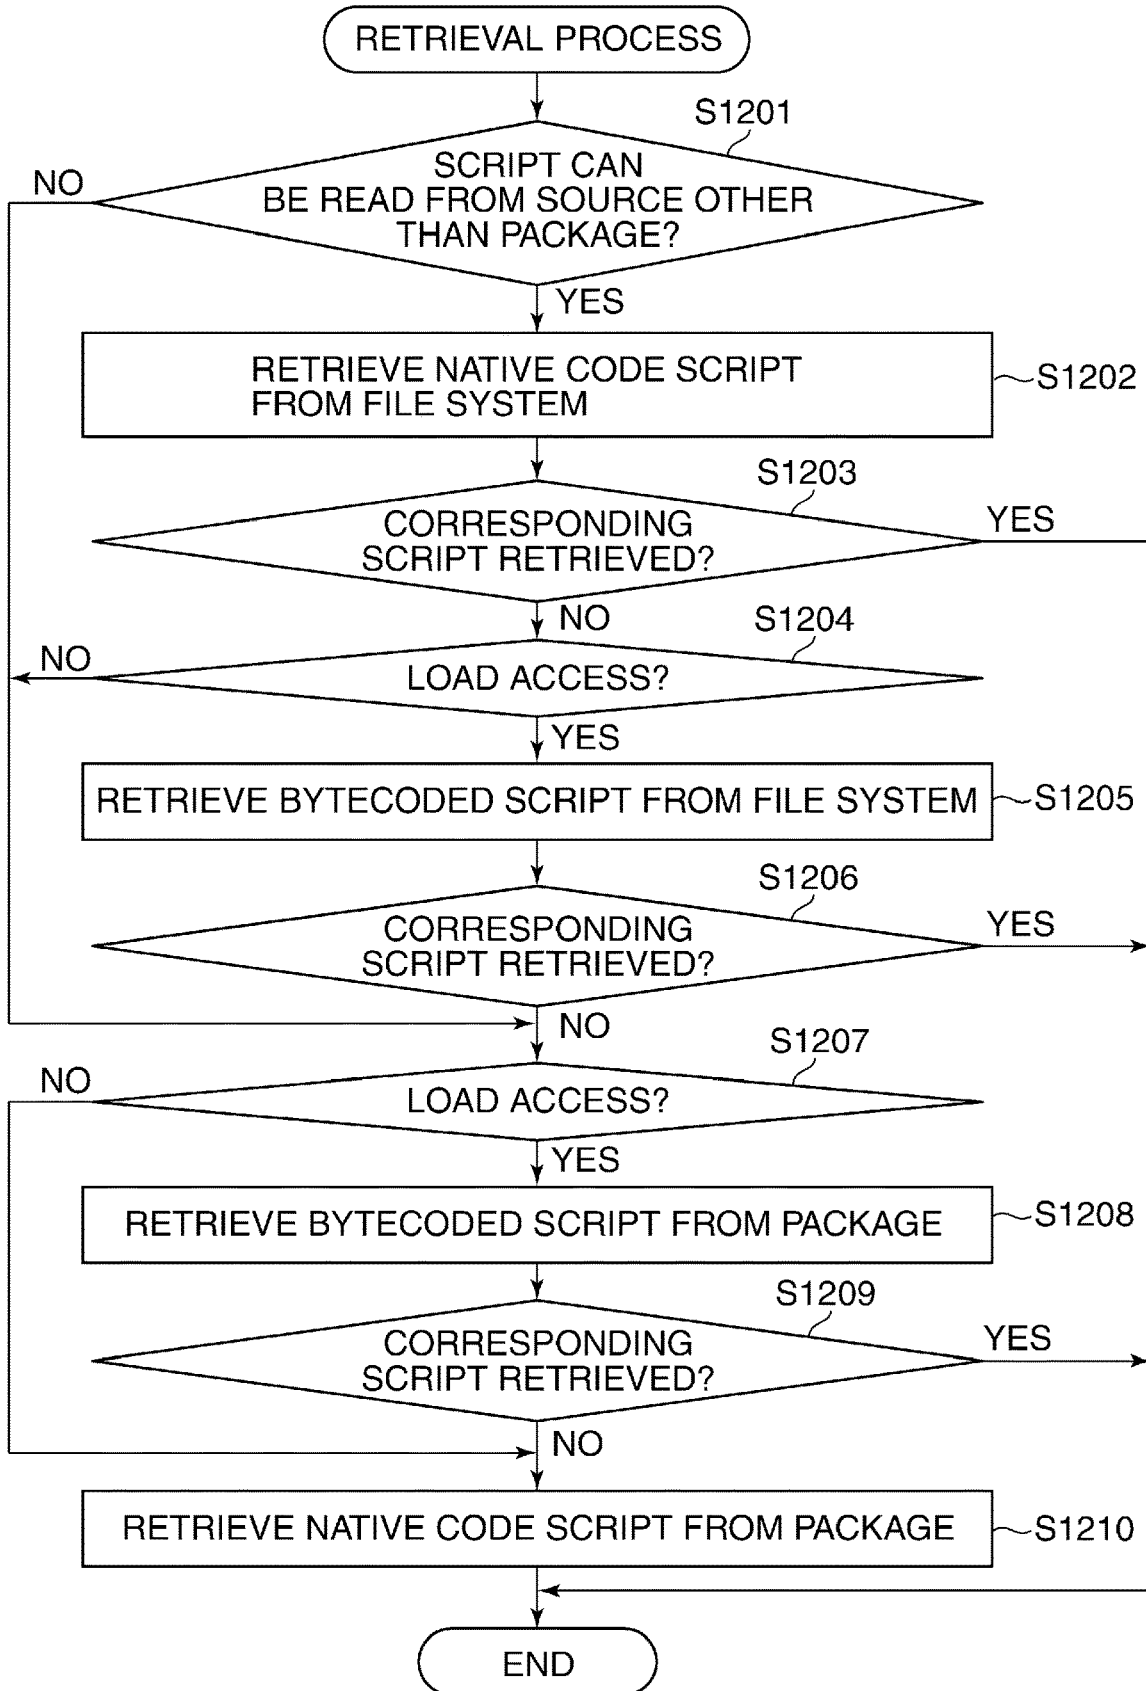 RETRIEVAL PROCESS
S1201
NO
SCRIPT CAN
BE READ FROM SOURCE OTHER
THAN PACKAGE?
YES
RETRIEVE NATIVE CODE SCRIPT
FROM FILE SYSTEM
S1202
S1203
CORRESPONDING
SCRIPT RETRIEVED?
YES
NO
S1204
NO
LOAD ACCESS?
YES
RETRIEVE BYTECODED SCRIPT FROM FILE SYSTEM
S1205
S1206
CORRESPONDING
SCRIPT RETRIEVED?
YES
NO
S1207
NO
LOAD ACCESS?
YES
RETRIEVE BYTECODED SCRIPT FROM PACKAGE
S1208
S1209
CORRESPONDING
SCRIPT RETRIEVED?
YES
NO
RETRIEVE NATIVE CODE SCRIPT FROM PACKAGE
S1210
END